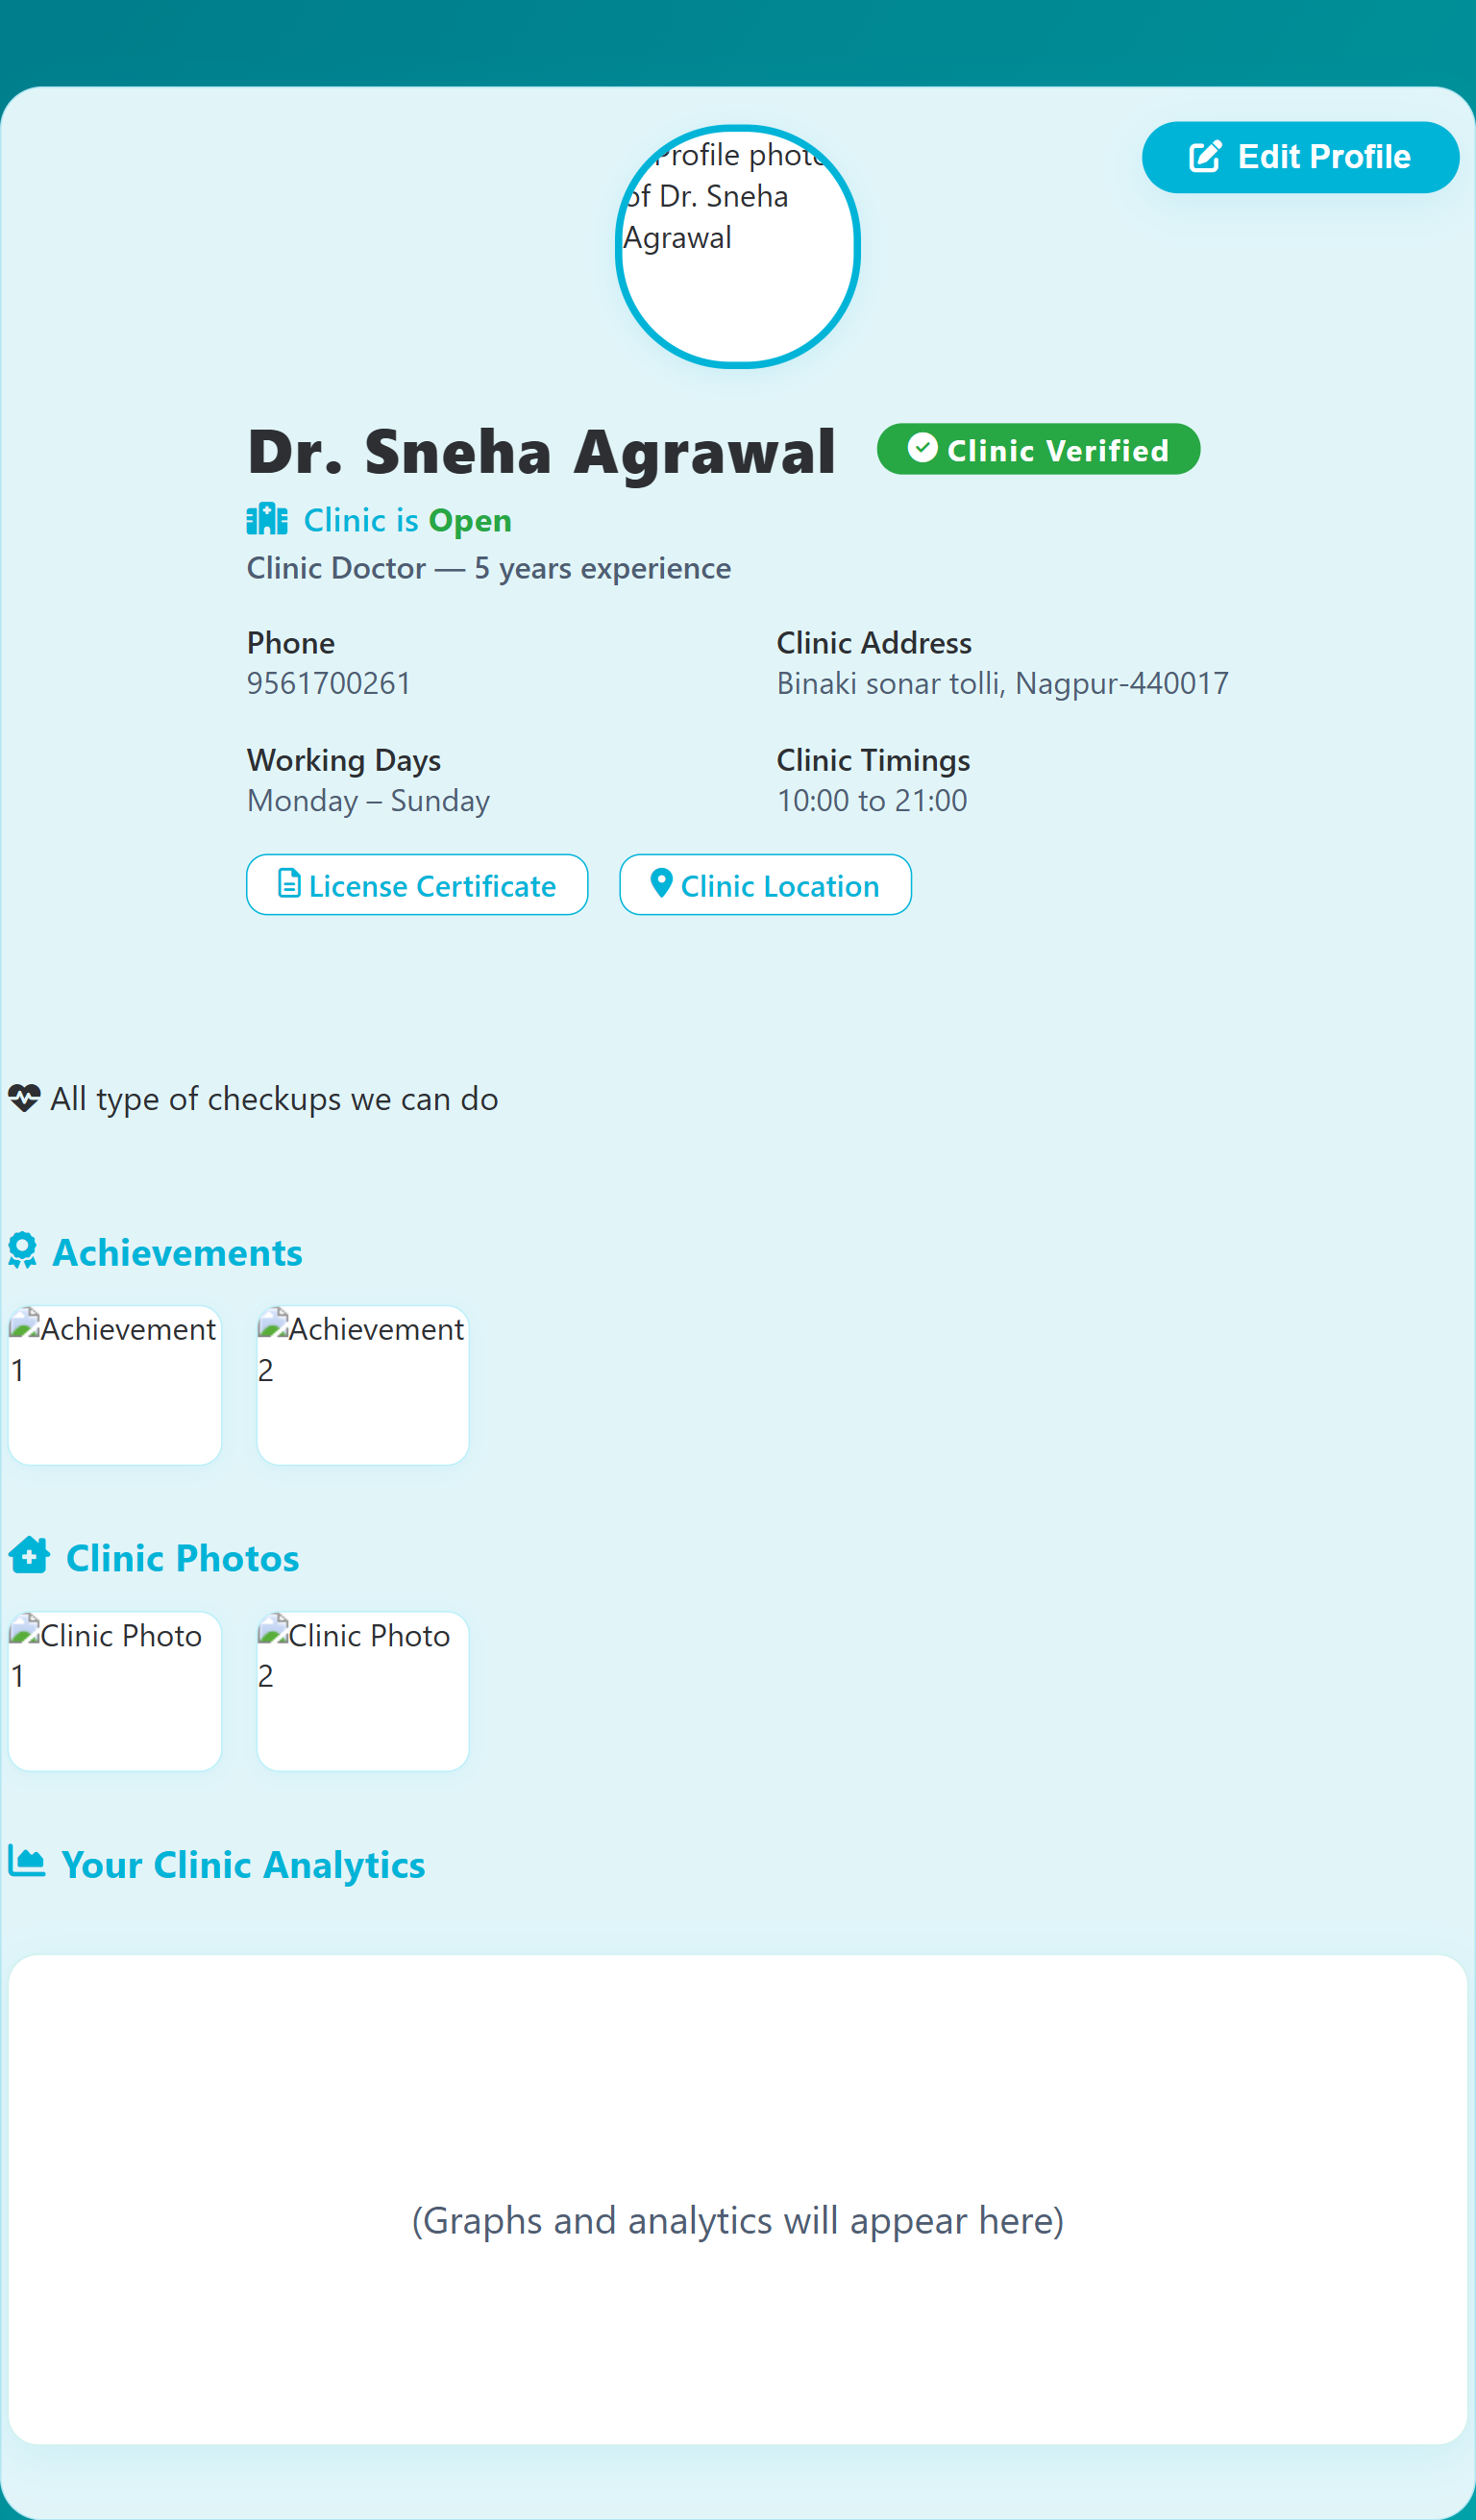 Edit Profile
Profile photo
of Dr. Sneha
Agrawal
Dr. Sneha Agrawal
Clinic Verified
Clinic is Open
Clinic Doctor — 5 years experience
Phone
9561700261
Clinic Address
Binaki sonar tolli, Nagpur-440017
Working Days
Monday – Sunday
Clinic Timings
10:00 to 21:00
License Certificate
Clinic Location
All type of checkups we can do
Achievements
Achievement
1
Achievement
2
Clinic Photos
Clinic Photo
1
Clinic Photo
2
Your Clinic Analytics
(Graphs and analytics will appear here)